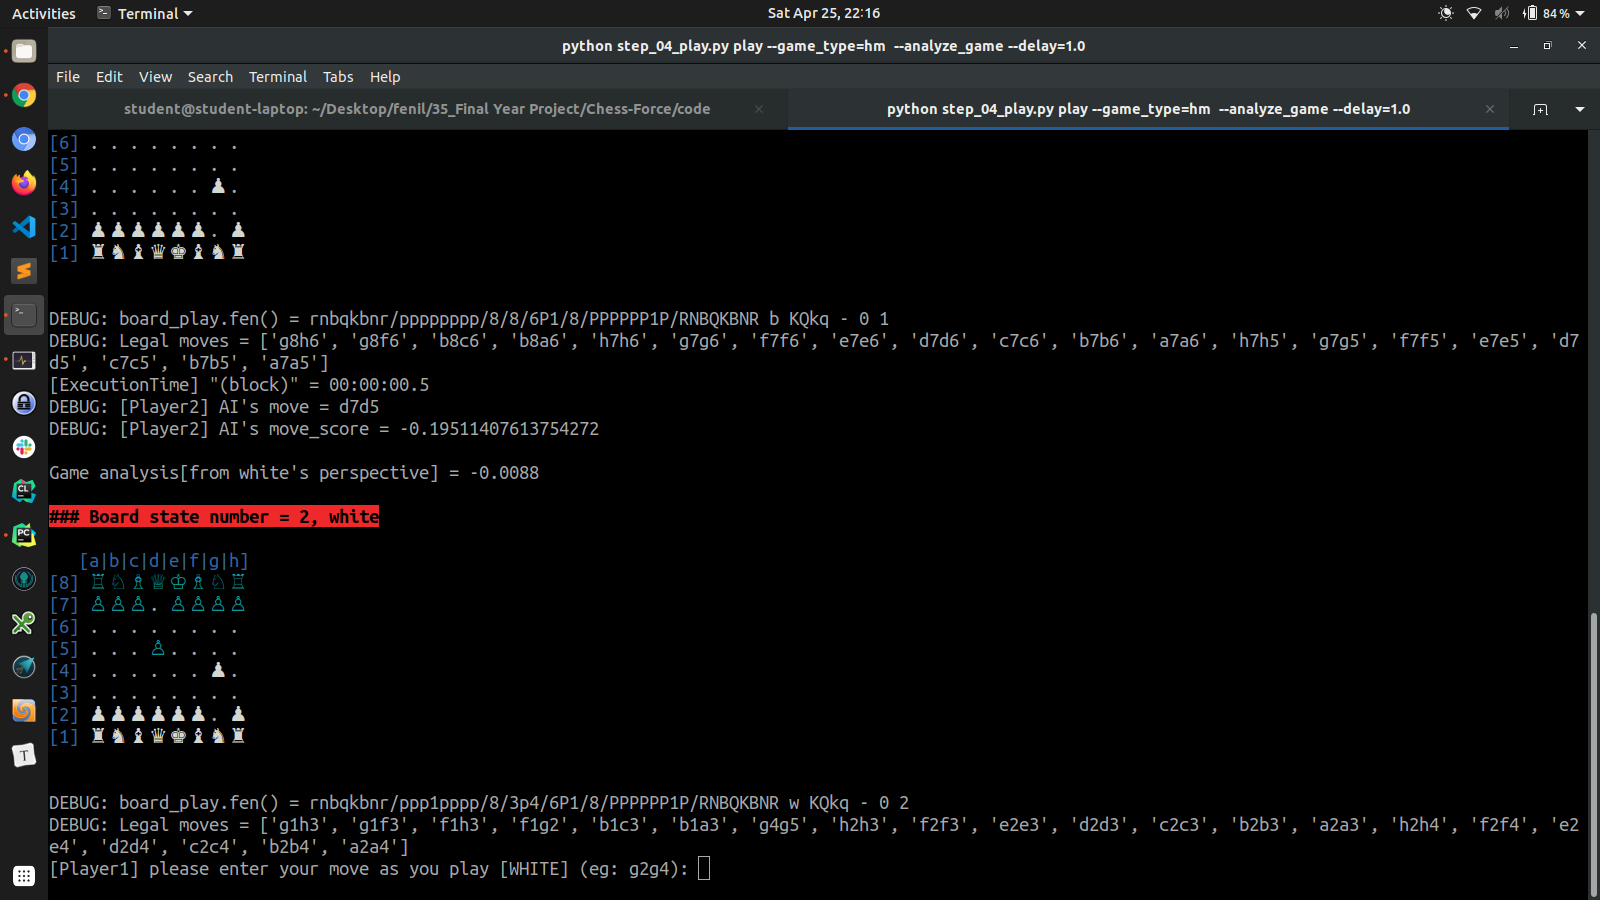 Activities Terminal Sat Apr 25, 22:16 84%
python step_04_play.py play --game_type=hm --analyze_game --delay=1.0
File Edit View Search Terminal Tabs Help
student@student-laptop: ~/Desktop/fenil/35_Final Year Project/Chess-Force/code python step_04_play.py play --game_type=hm --analyze_game --delay=1.0
[6] . . . . . . . .
[5] . . . . . . . .
[4] . . . . . . ♟ .
[3] . . . . . . . .
[2] ♟ ♟ ♟ ♟ ♟ ♟ . ♟
[1] ♜ ♞ ♝ ♛ ♚ ♝ ♞ ♜
DEBUG: board_play.fen() = rnbqkbnr/pppppppp/8/8/6P1/8/PPPPPP1P/RNBQKBNR b KQkq - 0 1
DEBUG: Legal moves = ['g8h6', 'g8f6', 'b8c6', 'b8a6', 'h7h6', 'g7g6', 'f7f6', 'e7e6', 'd7d6', 'c7c6', 'b7b6', 'a7a6', 'h7h5', 'g7g5', 'f7f5', 'e7e5', 'd7
d5', 'c7c5', 'b7b5', 'a7a5']
[ExecutionTime] "(block)" = 00:00:00.5
DEBUG: [Player2] AI's move = d7d5
DEBUG: [Player2] AI's move_score = -0.19511407613754272
Game analysis[from white's perspective] = -0.0088
### Board state number = 2, white
[a|b|c|d|e|f|g|h]
[8] ♖ ♘ ♗ ♕ ♔ ♗ ♘ ♖
[7] ♙ ♙ ♙ . ♙ ♙ ♙ ♙
[6] . . . . . . . .
[5] . . . ♙ . . . .
[4] . . . . . . ♟ .
[3] . . . . . . . .
[2] ♟ ♟ ♟ ♟ ♟ ♟ . ♟
[1] ♜ ♞ ♝ ♛ ♚ ♝ ♞ ♜
DEBUG: board_play.fen() = rnbqkbnr/ppp1pppp/8/3p4/6P1/8/PPPPPP1P/RNBQKBNR w KQkq - 0 2
DEBUG: Legal moves = ['g1h3', 'g1f3', 'f1h3', 'f1g2', 'b1c3', 'b1a3', 'g4g5', 'h2h3', 'f2f3', 'e2e3', 'd2d3', 'c2c3', 'b2b3', 'a2a3', 'h2h4', 'f2f4', 'e2
e4', 'd2d4', 'c2c4', 'b2b4', 'a2a4']
[Player1] please enter your move as you play [WHITE] (eg: g2g4):